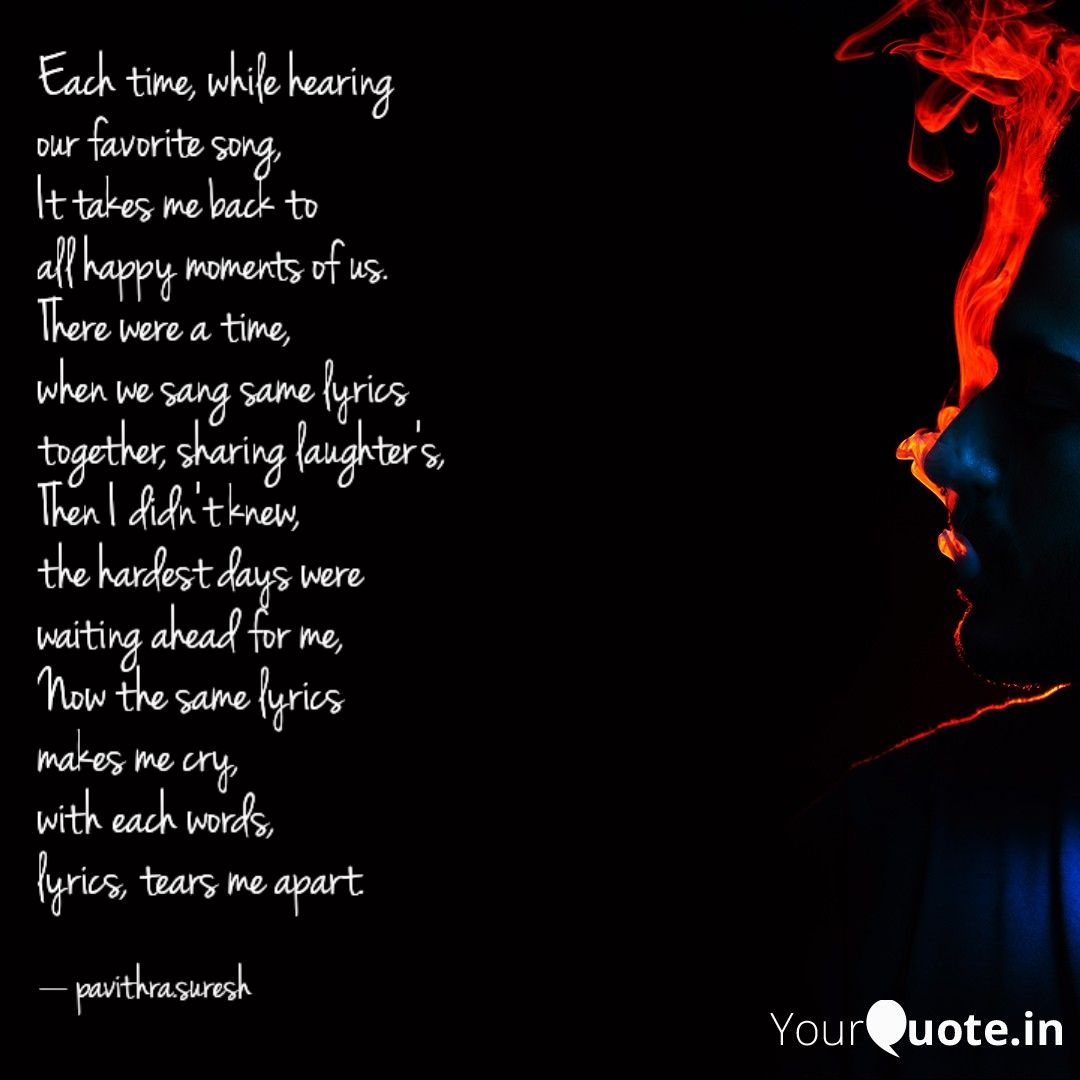 Each time, while hearing
our favorite song,
It takes me back to
all happy moments of us.
There were a time,
when we sang same lyrics
together, sharing laughter's,
Then I didn't knew,
the hardest days were
waiting ahead for me,
Now the same lyrics
makes me cry,
with each words,
lyrics, tears me apart.
— pavithra.suresh
YourQuote.in